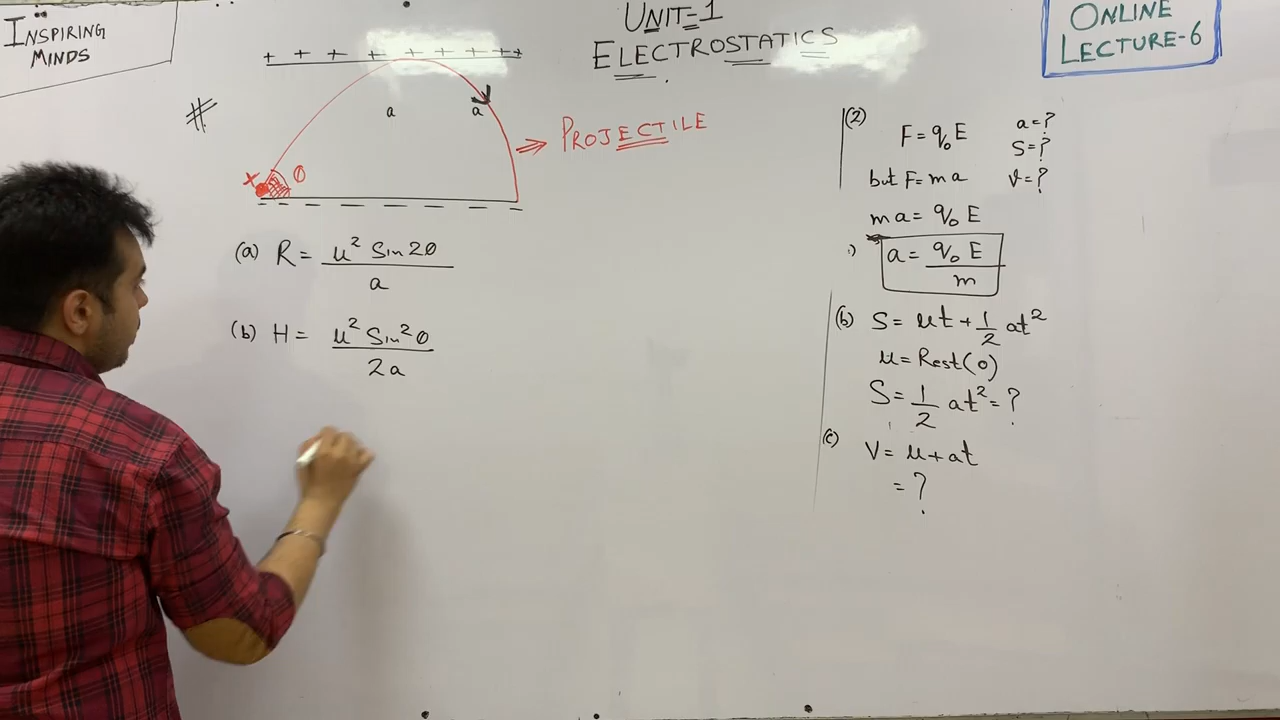 INSPIRING
MINDS
UNIT-1
ELECTROSTATICS
ONLINE
LECTURE-6
+ + + + + + + ++
#
a a
⇒ PROJECTILE
+ θ
_ _ _ _ _ _ _ _ _
(a) R = u² Sin 2θ
a
(b) H = u² Sin² θ
2a
(2)
F = q₀ E
a = ?
S = ?
but F = m a
v = ?
m a = q₀ E
a = q₀ E
m
(b) S = ut + 1/2 at²
u = Rest (0)
S = 1/2 at² = ?
(c) V = u + at
= ?